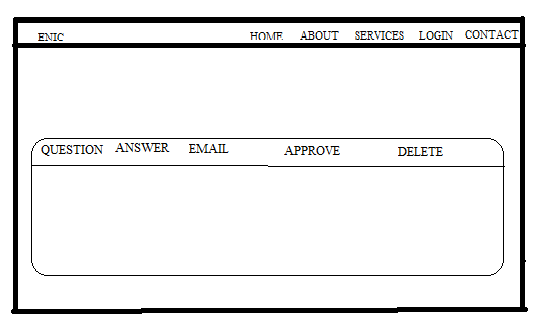 ENIC HOME ABOUT SERVICES LOGIN CONTACT
QUESTION ANSWER EMAIL APPROVE DELETE